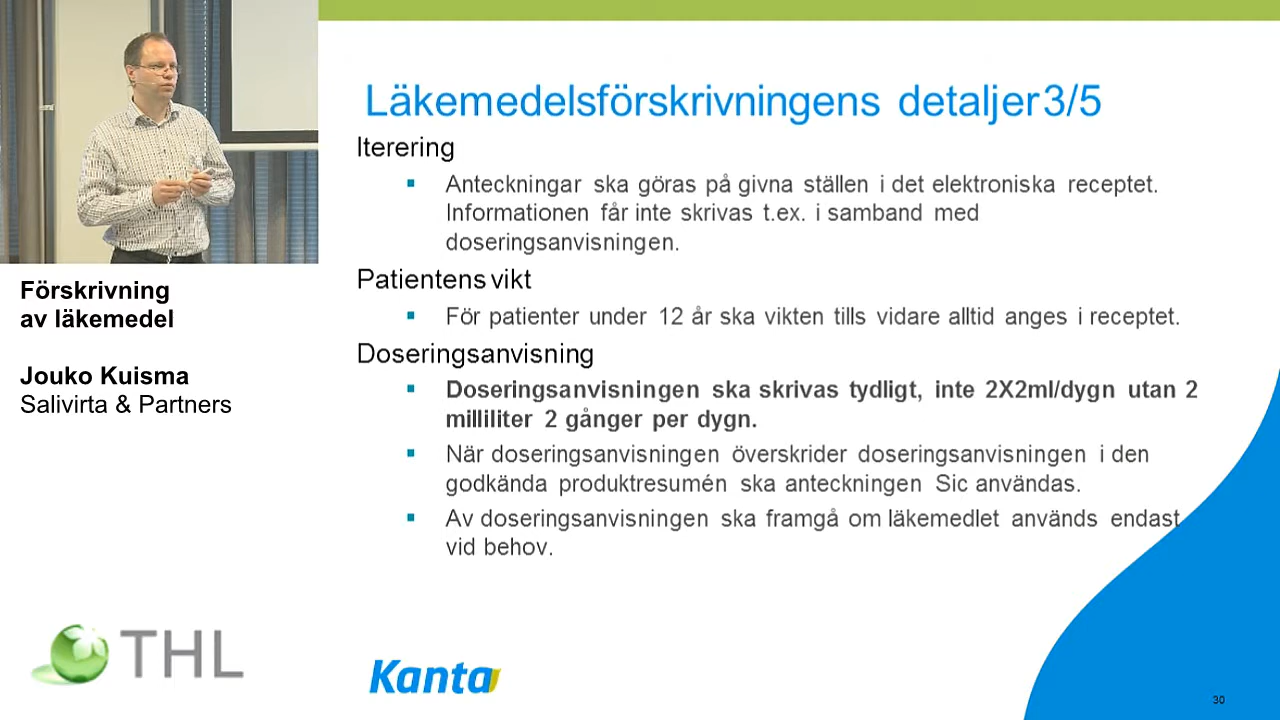 Läkemedelsförskrivningens detaljer 3/5
Iterering
Anteckningar ska göras på givna ställen i det elektroniska receptet.
Informationen får inte skrivas t.ex. i samband med
doseringsanvisningen.
Patientens vikt
För patienter under 12 år ska vikten tills vidare alltid anges i receptet.
Doseringsanvisning
Doseringsanvisningen ska skrivas tydligt, inte 2X2ml/dygn utan 2
milliliter 2 gånger per dygn.
När doseringsanvisningen överskrider doseringsanvisningen i den
godkända produktresumén ska anteckningen Sic användas.
Av doseringsanvisningen ska framgå om läkemedlet används endast
vid behov.
Förskrivning
av läkemedel
Jouko Kuisma
Salivirta & Partners
THL
Kanta
30